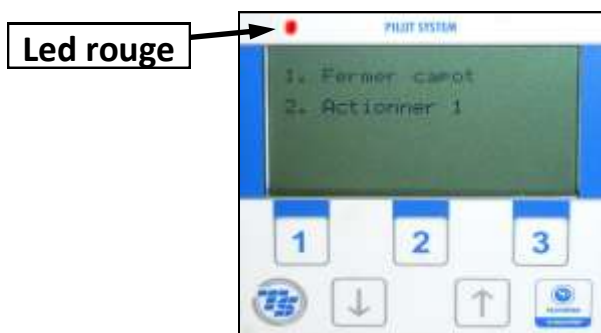 Led rouge
PILOT SYSTEM
1. Fermer capot
2. Actionner 1
1
2
3